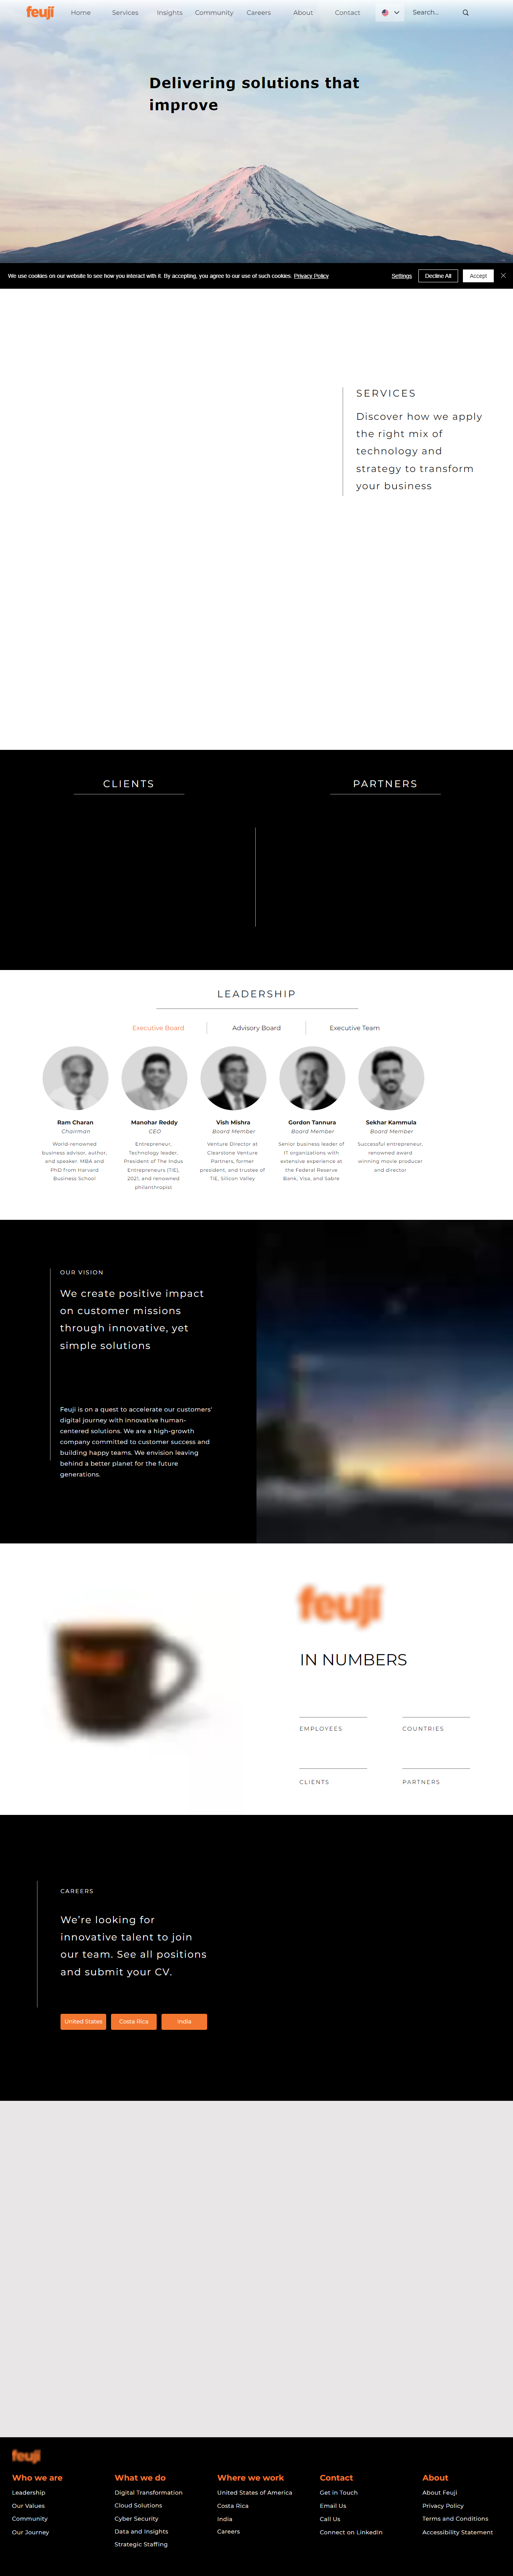 feuji
Home
Services
Insights
Community
Careers
About
Contact
Search...
Delivering solutions that
improve
We use cookies on our website to see how you interact with it. By accepting, you agree to our use of such cookies. Privacy Policy
Settings
Decline All
Accept
SERVICES
Discover how we apply
the right mix of
technology and
strategy to transform
your business
CLIENTS
PARTNERS
LEADERSHIP
Executive Board
Advisory Board
Executive Team
Ram Charan
Chairman
World-renowned
business advisor, author,
and speaker. MBA and
PhD from Harvard
Business School
Manohar Reddy
CEO
Entrepreneur,
Technology leader,
President of The Indus
Entrepreneurs (TiE),
2021, and renowned
philanthropist
Vish Mishra
Board Member
Venture Director at
Clearstone Venture
Partners, former
president, and trustee of
TiE, Silicon Valley
Gordon Tannura
Board Member
Senior business leader of
IT organizations with
extensive experience at
the Federal Reserve
Bank, Visa, and Sabre
Sekhar Kammula
Board Member
Successful entrepreneur,
renowned award
winning movie producer
and director
OUR VISION
We create positive impact
on customer missions
through innovative, yet
simple solutions
Feuji is on a quest to accelerate our customers'
digital journey with innovative human-
centered solutions. We are a high-growth
company committed to customer success and
building happy teams. We envision leaving
behind a better planet for the future
generations.
feuji
IN NUMBERS
EMPLOYEES
COUNTRIES
CLIENTS
PARTNERS
CAREERS
We're looking for
innovative talent to join
our team. See all positions
and submit your CV.
United States
Costa Rica
India
feuji
Who we are
Leadership
Our Values
Community
Our Journey
What we do
Digital Transformation
Cloud Solutions
Cyber Security
Data and Insights
Strategic Staffing
Where we work
United States of America
Costa Rica
India
Careers
Contact
Get in Touch
Email Us
Call Us
Connect on LinkedIn
About
About Feuji
Privacy Policy
Terms and Conditions
Accessibility Statement